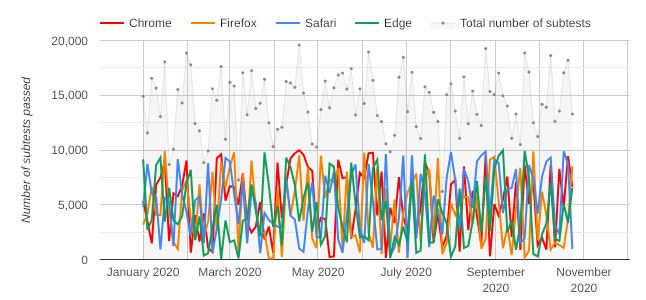 Chrome Firefox Safari Edge Total number of subtests
20,000
15,000
10,000
5,000
0
Number of subtests passed
January 2020 March 2020 May 2020 July 2020 September 2020 November 2020